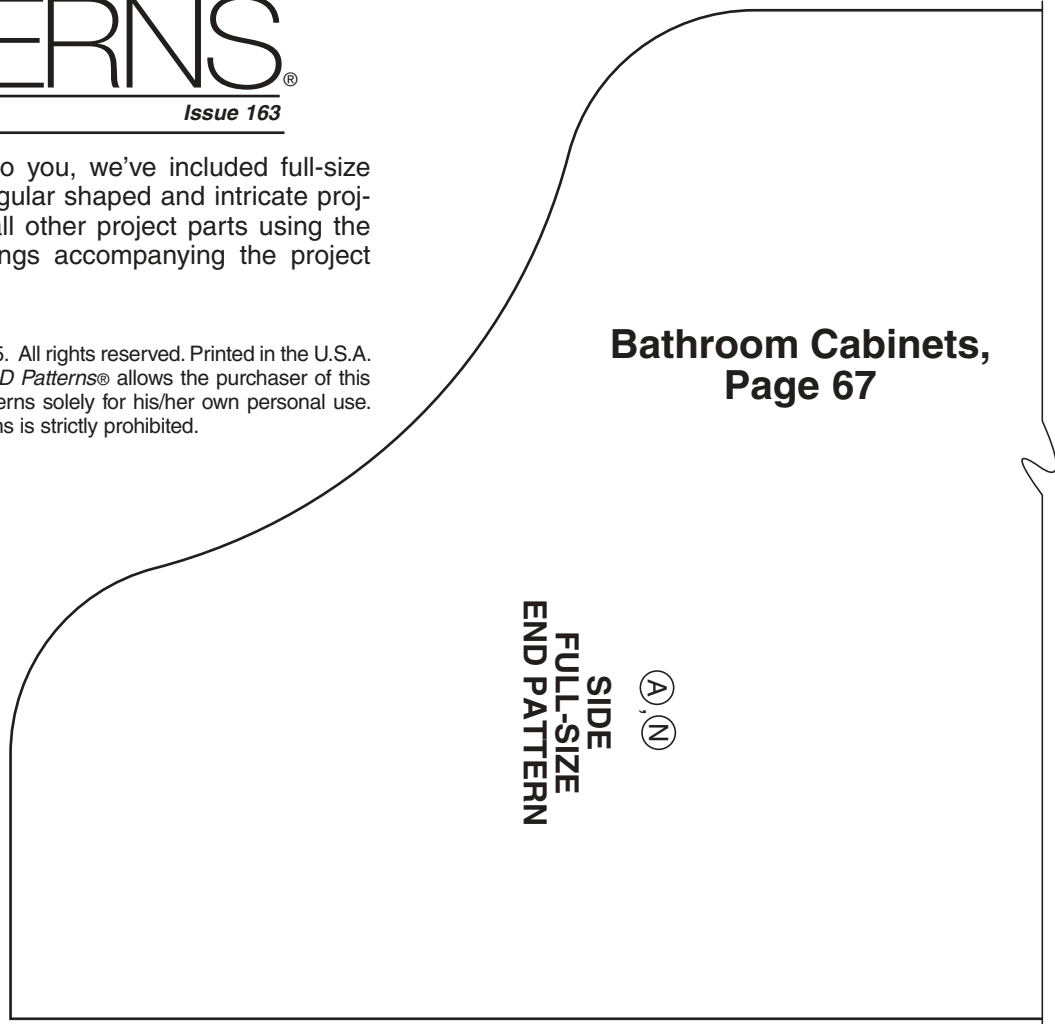 ERNS®
Issue 163
o you, we’ve included full-size
gular shaped and intricate proj-
all other project parts using the
ngs accompanying the project
5. All rights reserved. Printed in the U.S.A.
D Patterns® allows the purchaser of this
erns solely for his/her own personal use.
ns is strictly prohibited.
Bathroom Cabinets,
Page 67
A, N
SIDE
FULL-SIZE
END PATTERN